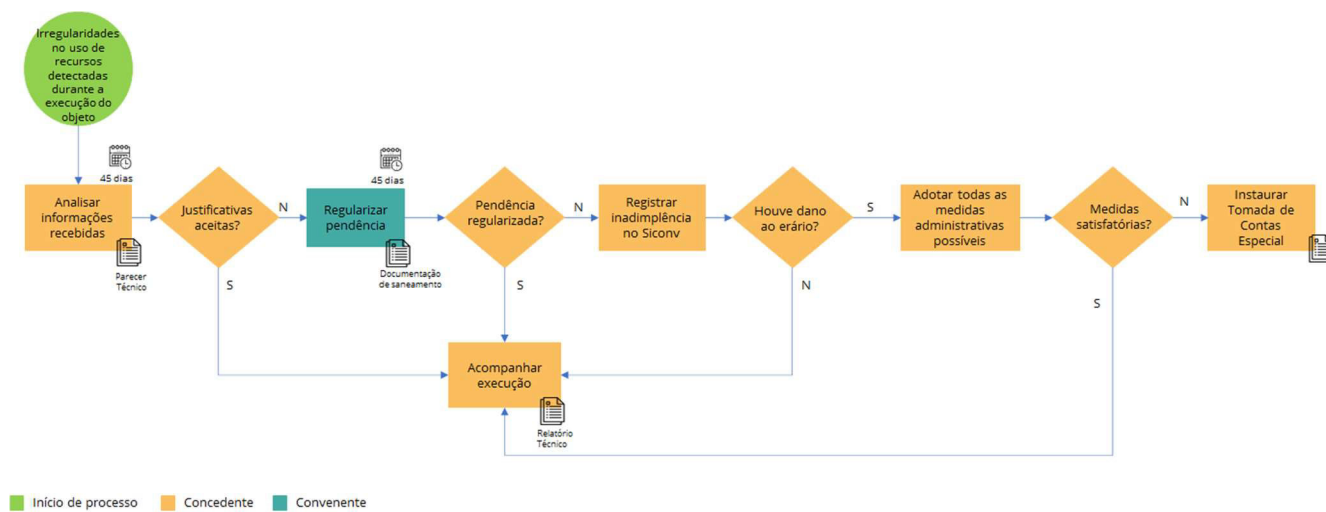 Irregularidades
no uso de
recursos
detectadas
durante a
execução do
objeto
45 dias
Analisar
informações
recebidas
Parecer
Técnico
Justificativas
aceitas?
N
S
45 dias
Regularizar
pendência
Documentação
de saneamento
Pendência
regularizada?
N
S
Registrar
inadimplência
no Siconv
Houve dano
ao erário?
S
N
Adotar todas as
medidas
administrativas
possíveis
Medidas
satisfatórias?
N
S
Instaurar
Tomada de
Contas
Especial
Acompanhar
execução
Relatório
Técnico
Início de processo
Concedente
Convenente